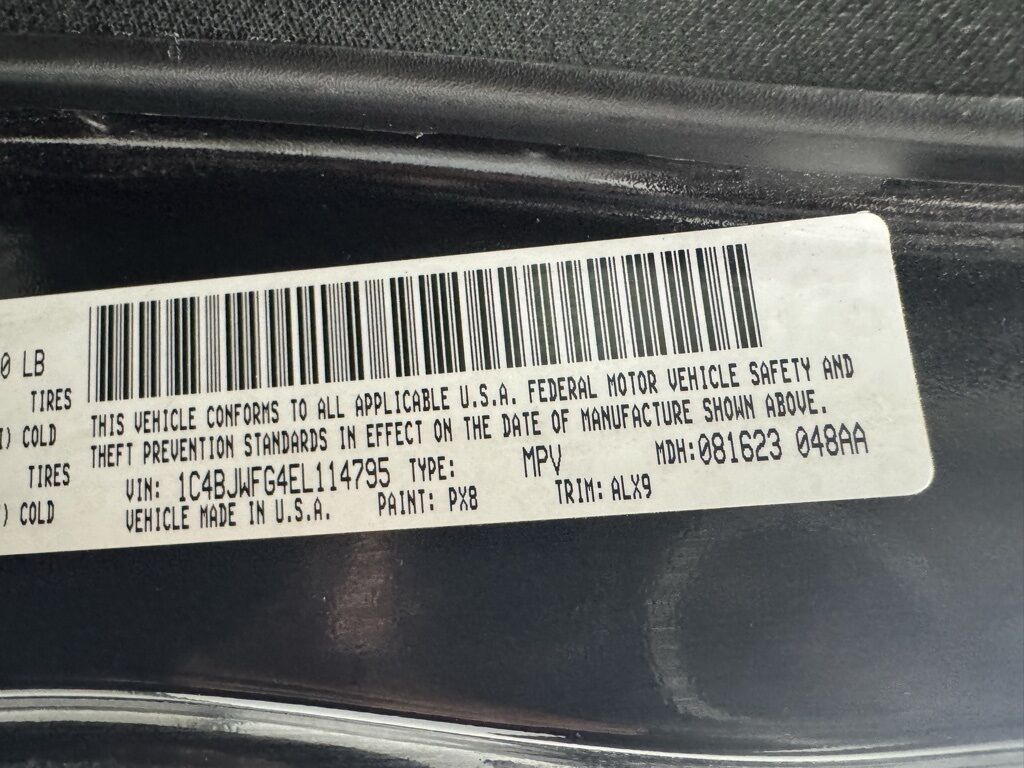 0 LB
TIRES
) COLD
TIRES
) COLD
THIS VEHICLE CONFORMS TO ALL APPLICABLE U.S.A. FEDERAL MOTOR VEHICLE SAFETY AND
THEFT PREVENTION STANDARDS IN EFFECT ON THE DATE OF MANUFACTURE SHOWN ABOVE.
VIN: 1C4BJWFG4EL114795 TYPE: MPV MDH:081623 048AA
VEHICLE MADE IN U.S.A. PAINT: PX8 TRIM: ALX9